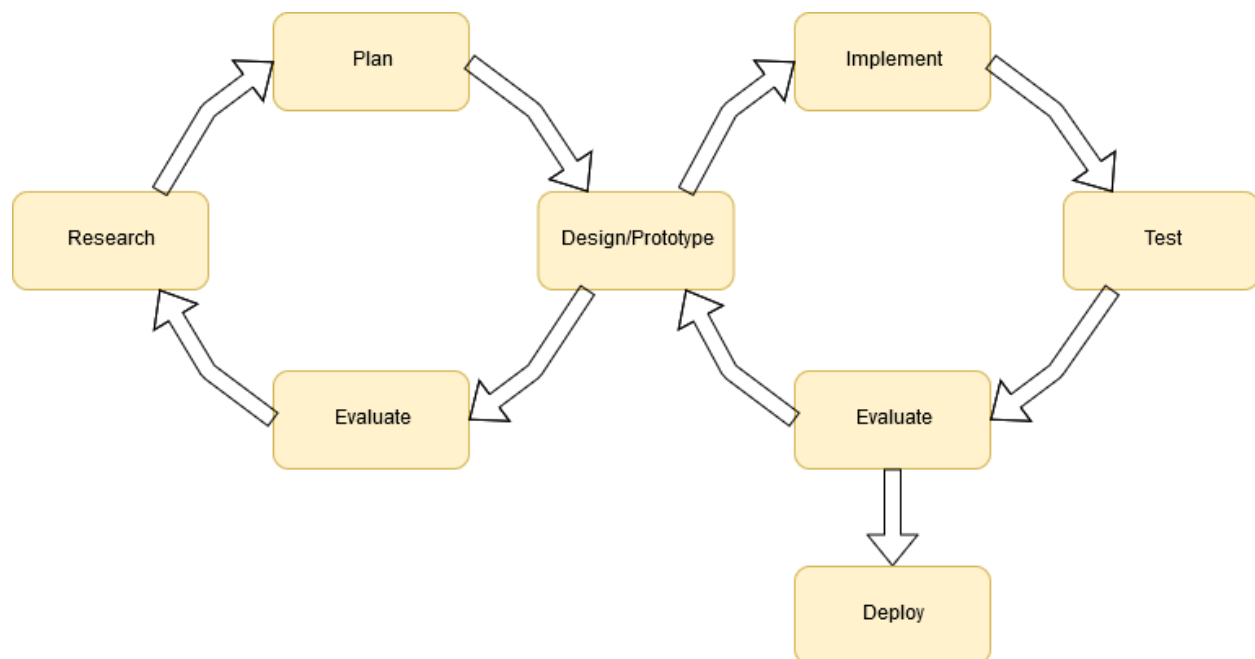 Plan
Implement
Research
Design/Prototype
Test
Evaluate
Evaluate
Deploy